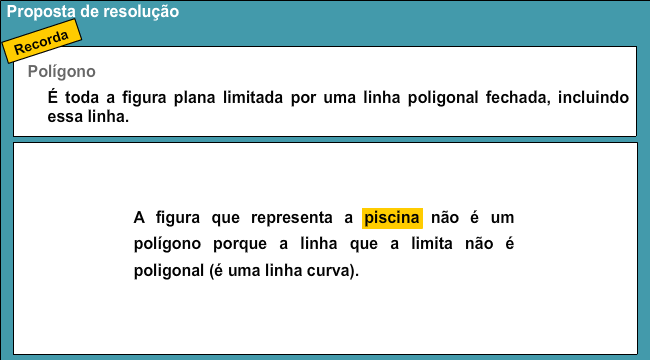 Proposta de resolução
Recorda
Polígono
É toda a figura plana limitada por uma linha poligonal fechada, incluindo
essa linha.
A figura que representa a piscina não é um
polígono porque a linha que a limita não é
poligonal (é uma linha curva).